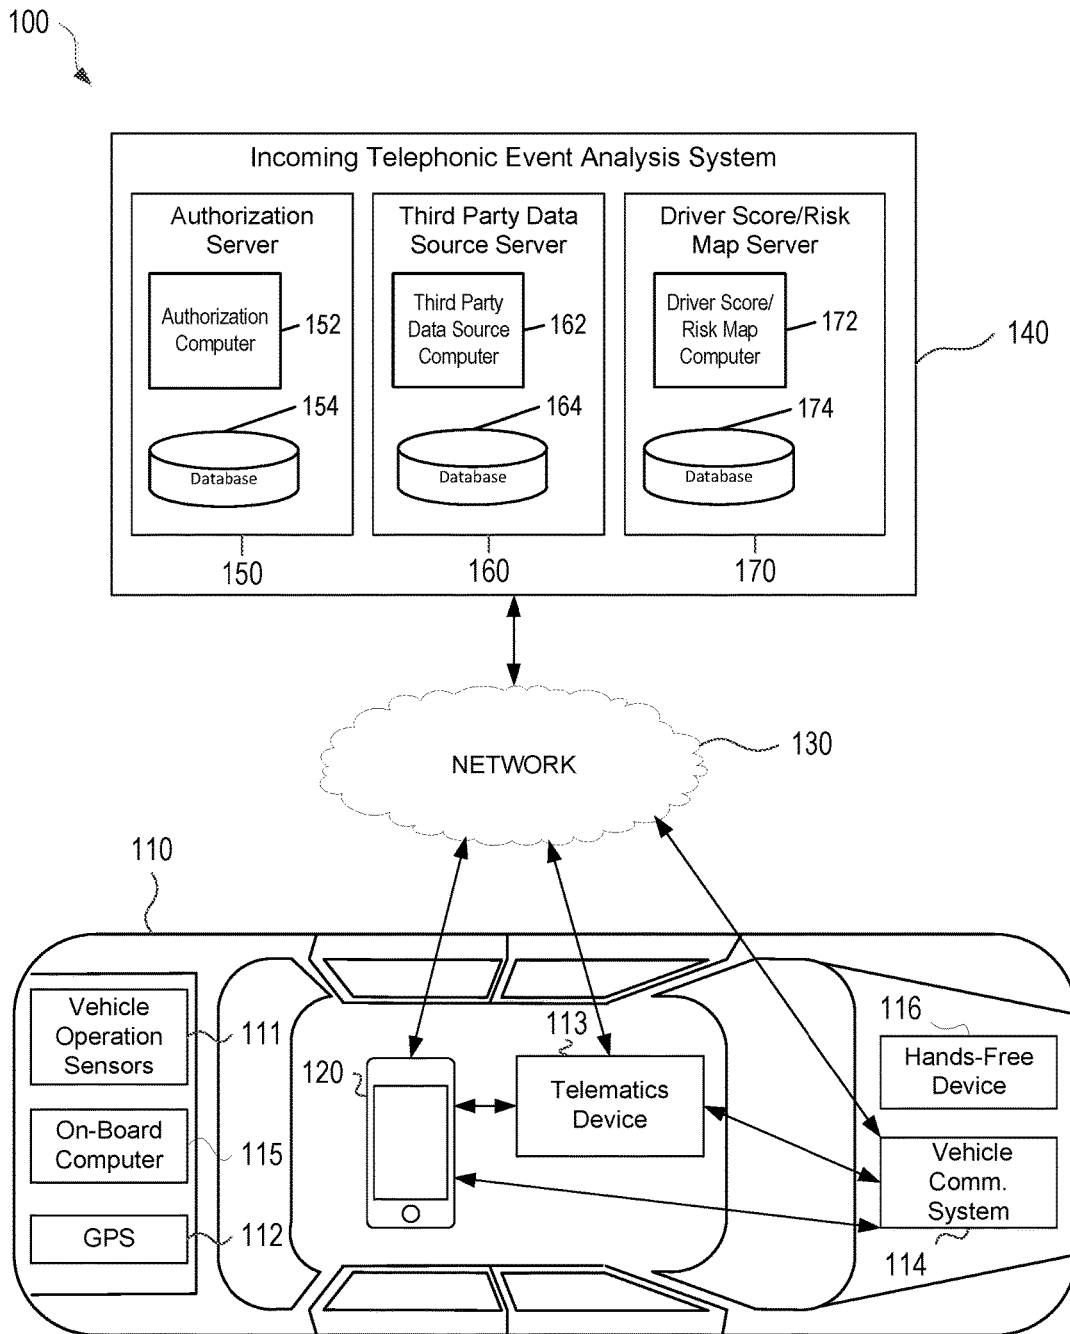 100
Incoming Telephonic Event Analysis System
Authorization
Server
Authorization
Computer
152
154
Database
150
Third Party Data
Source Server
Third Party
Data Source
Computer
162
164
Database
160
Driver Score/Risk
Map Server
Driver Score/
Risk Map
Computer
172
174
Database
170
140
NETWORK
130
110
Vehicle
Operation
Sensors
111
On-Board
Computer
115
GPS
112
120
113
Telematics
Device
116
Hands-Free
Device
Vehicle
Comm.
System
114